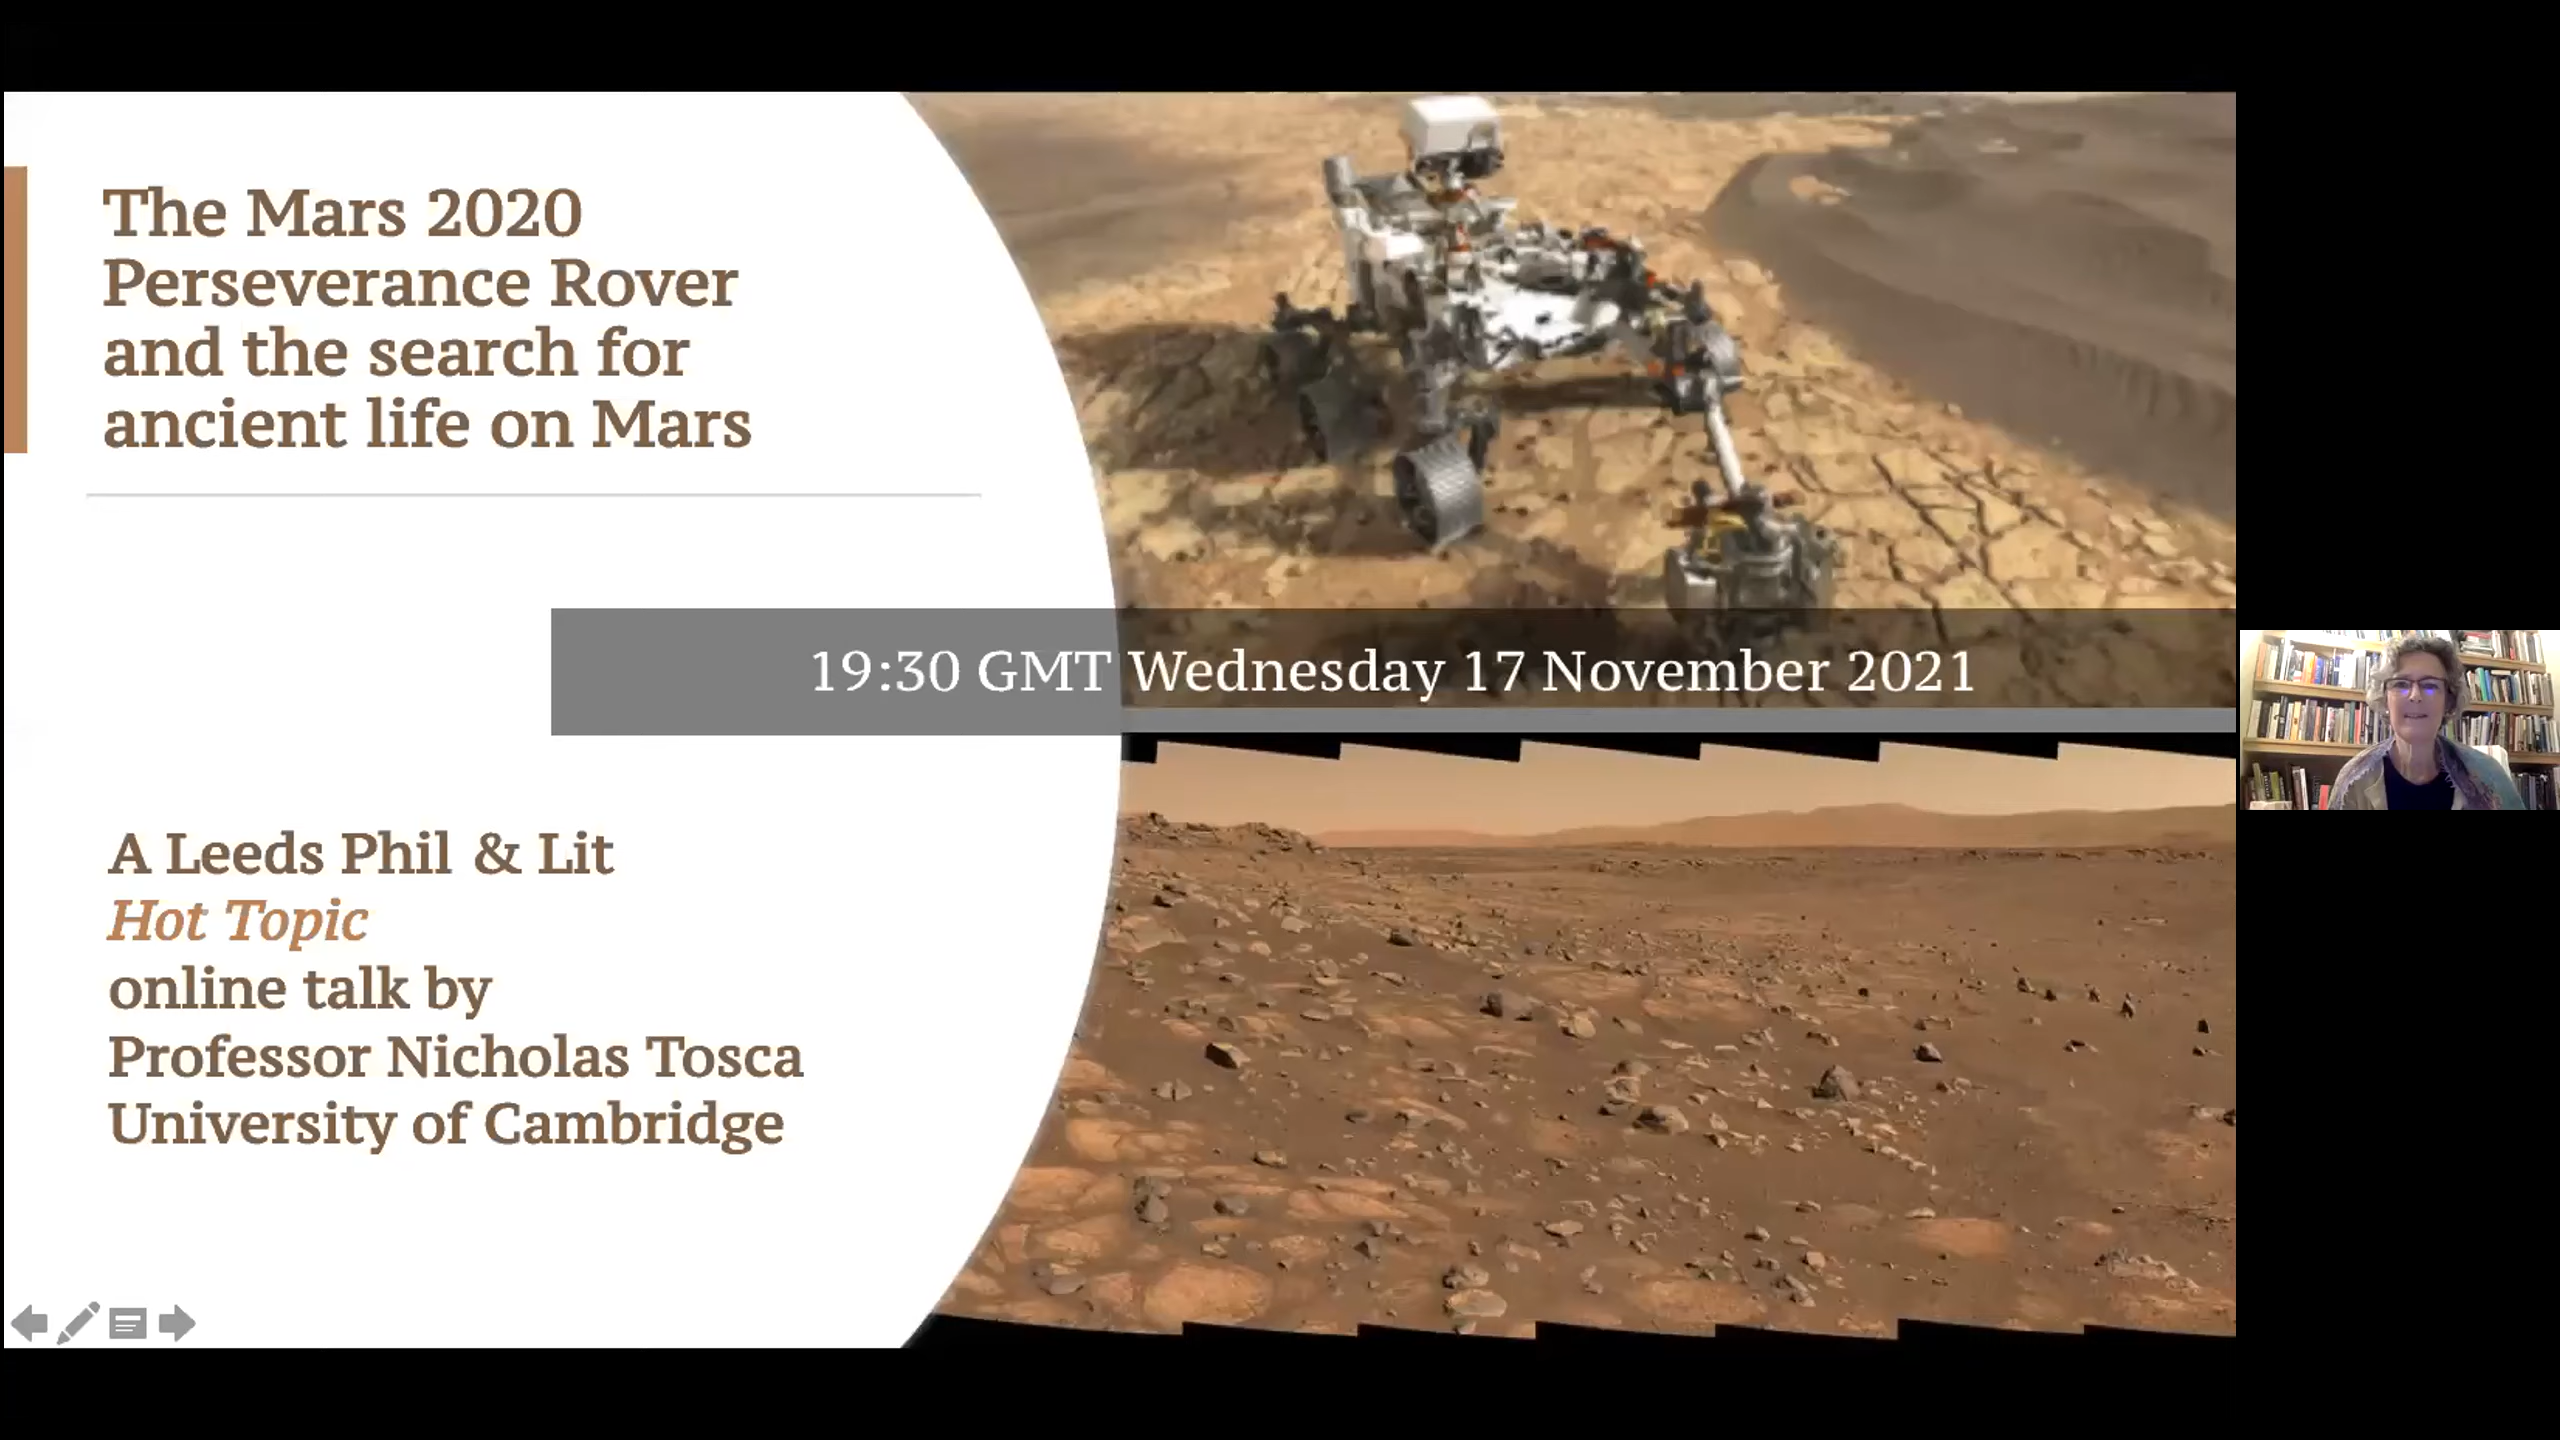 The Mars 2020
Perseverance Rover
and the search for
ancient life on Mars
19:30 GMT Wednesday 17 November 2021
A Leeds Phil & Lit
Hot Topic
online talk by
Professor Nicholas Tosca
University of Cambridge